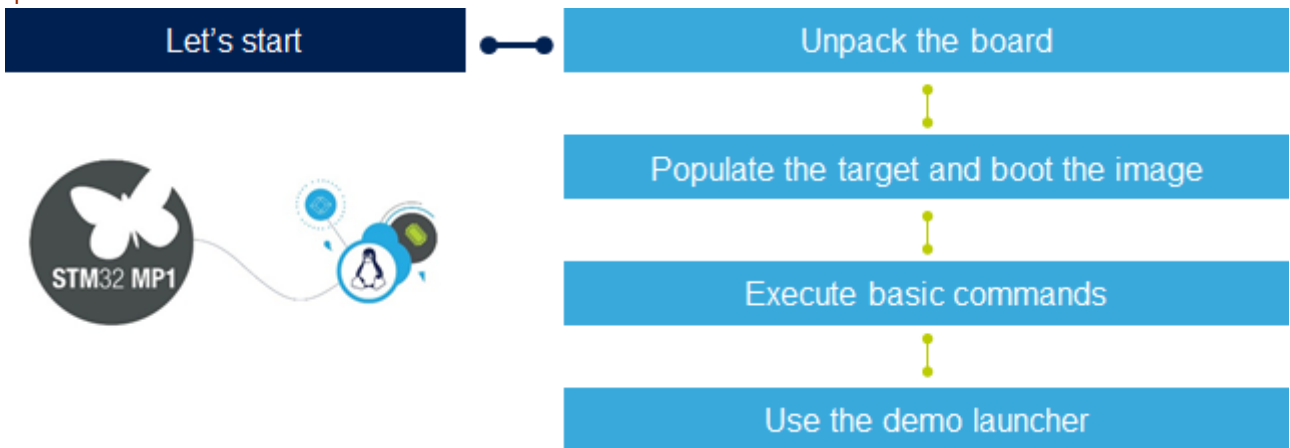 Let's start
Unpack the board
Populate the target and boot the image
STM32 MP1
Execute basic commands
Use the demo launcher